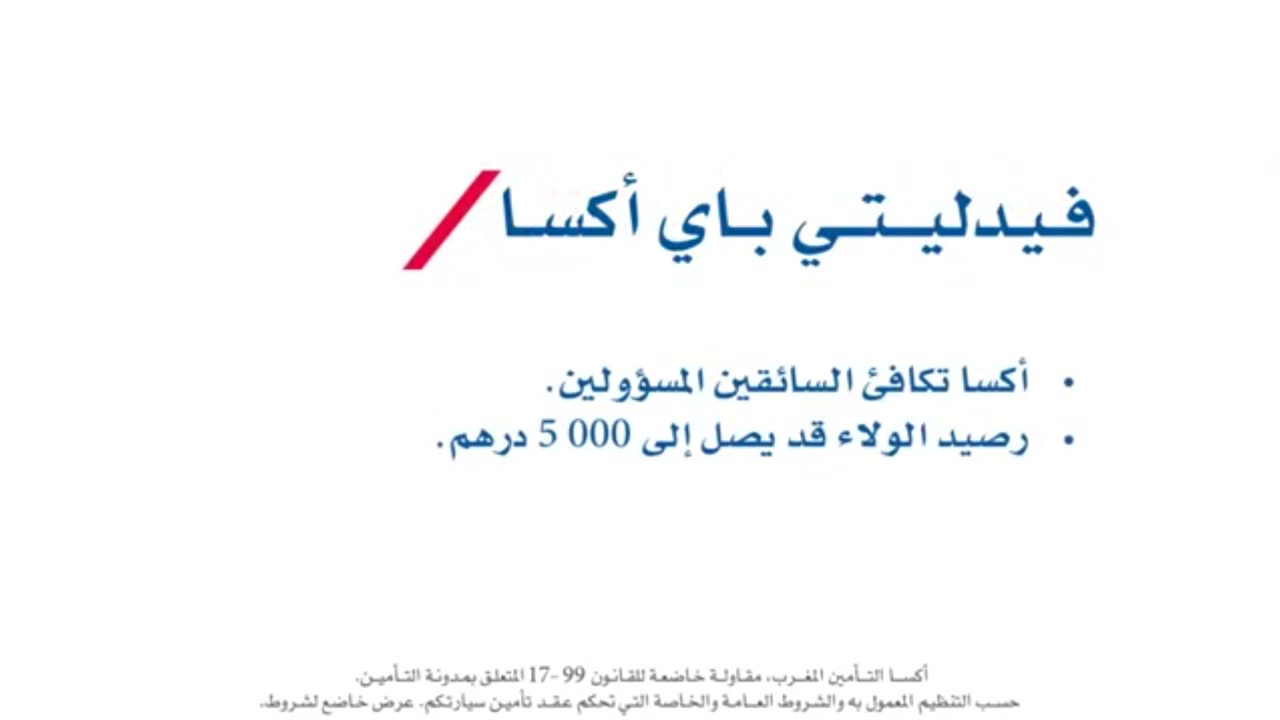 فيدليتي باي أكسا
• أكسا تكافئ السائقين المسؤولين.
• رصيد الولاء قد يصل إلى 000 5 درهم.
أكسا التأمين المغرب، مقاولة خاضعة للقانون 99-17 المتعلق بمدونة التأمين.
حسب التنظيم المعمول به والشروط العامة والخاصة التي تحكم عقد تأمين سيارتكم. عرض خاضع لشروط.